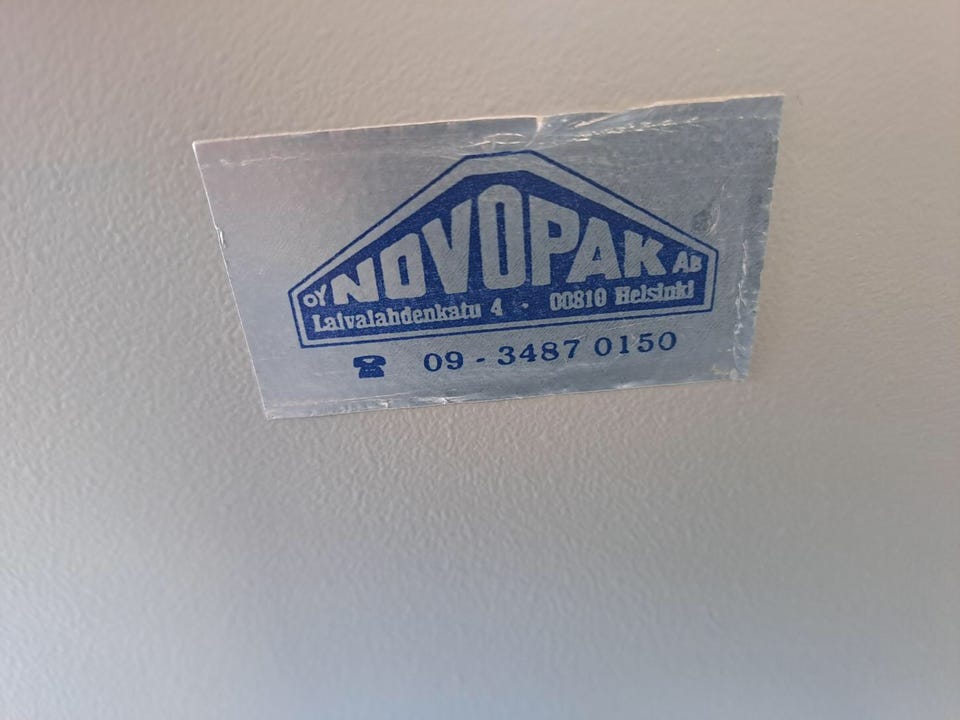 OY NOVOPAK AB
Laivalahdenkatu 4 · 00810 Helsinki
☎ 09 - 3487 0150